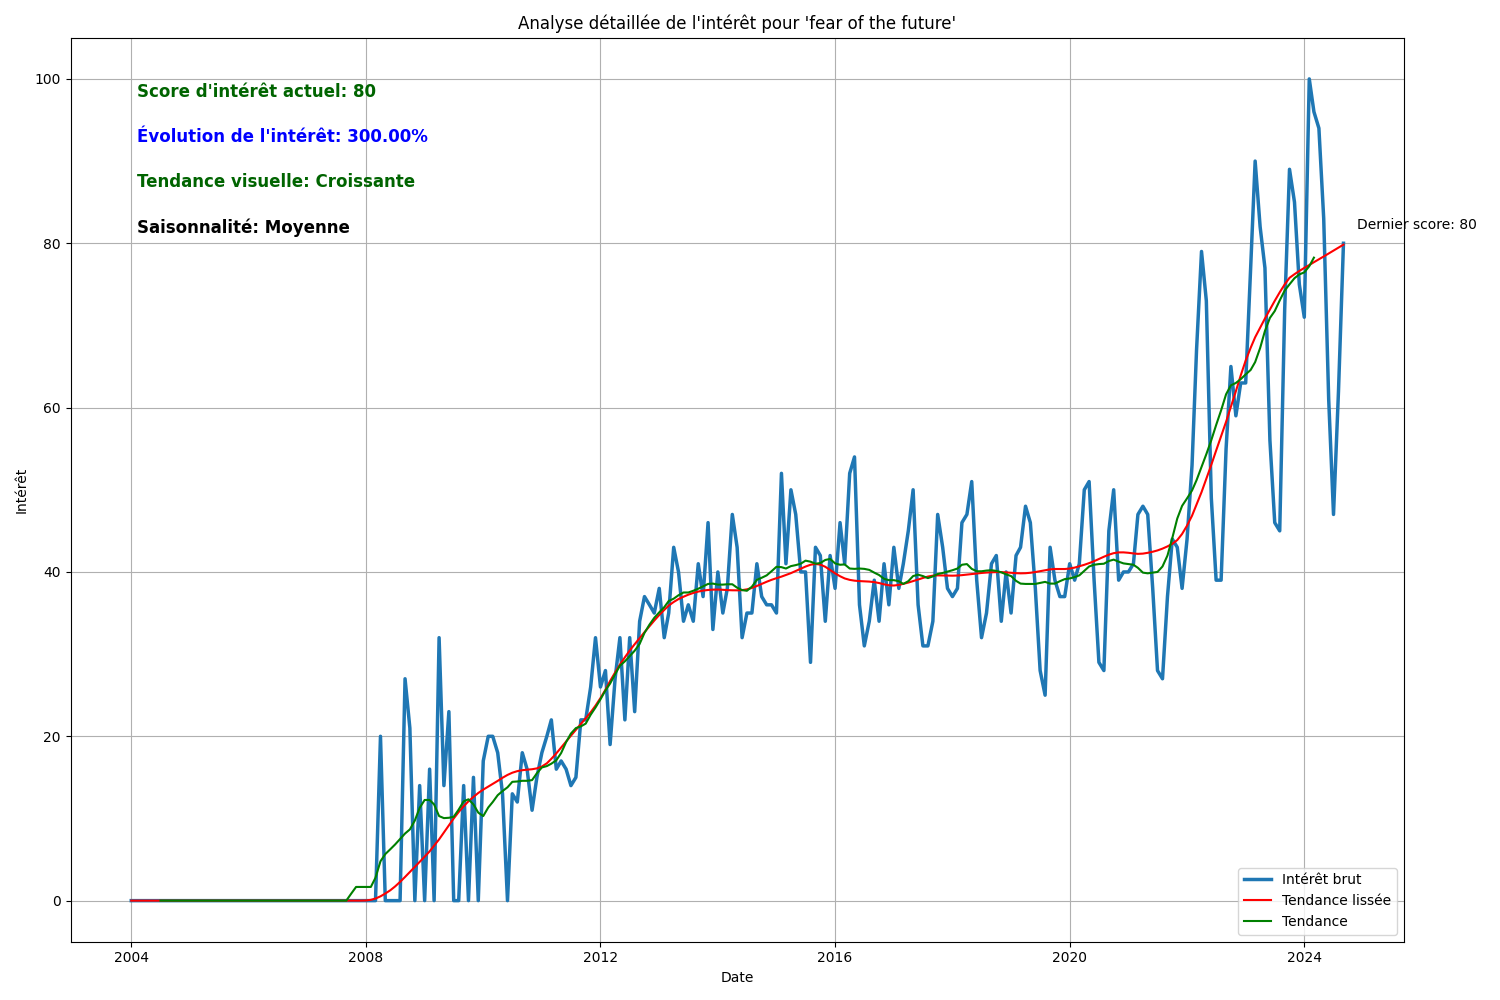 Analyse détaillée de l'intérêt pour 'fear of the future'
Score d'intérêt actuel: 80
Évolution de l'intérêt: 300.00%
Tendance visuelle: Croissante
Saisonnalité: Moyenne
Dernier score: 80
Intérêt
100
80
60
40
20
0
Intérêt brut
Tendance lissée
Tendance
2004 2008 2012 2016 2020 2024
Date